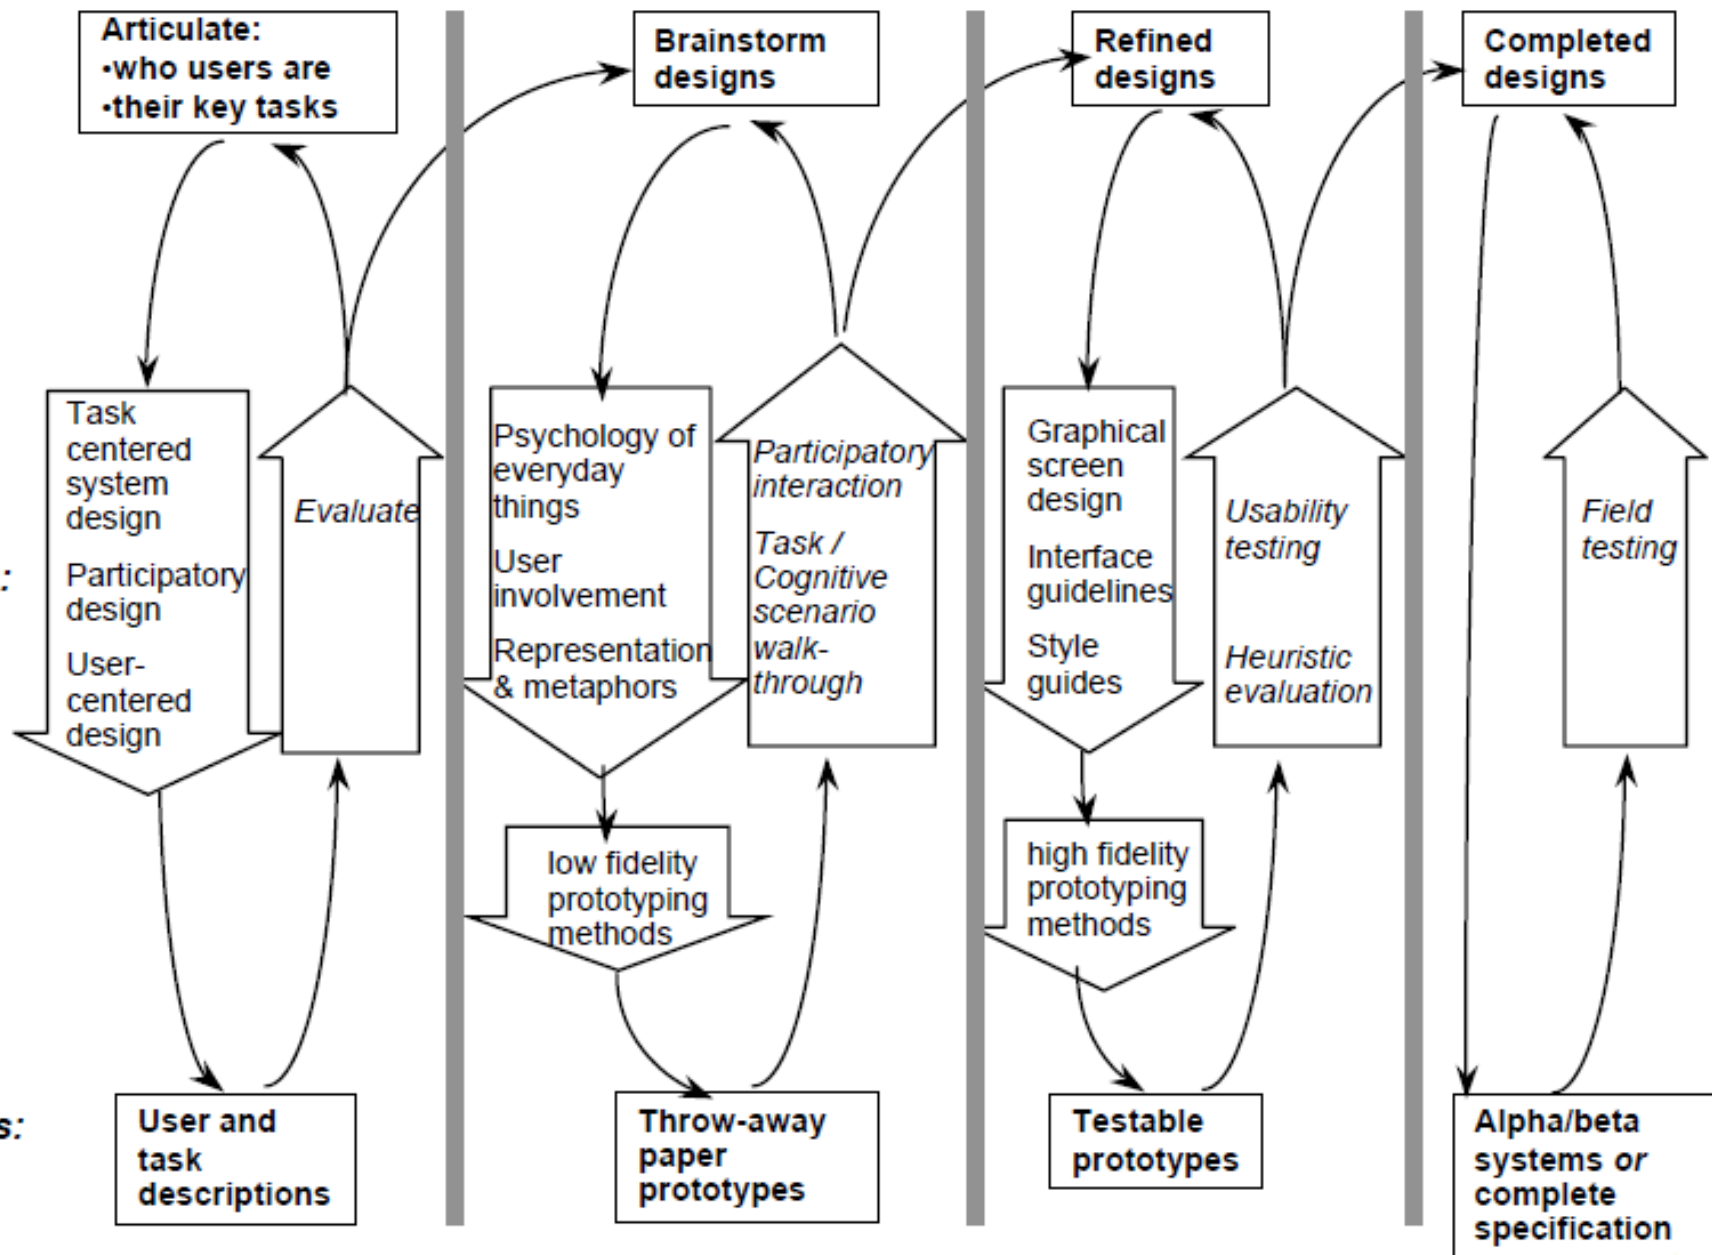 Articulate:
•who users are
•their key tasks
Brainstorm
designs
Refined
designs
Completed
designs
Task
centered
system
design
Participatory
design
User-
centered
design
Evaluate
Psychology of
everyday
things
User
involvement
Representation
& metaphors
Participatory
interaction
Task /
Cognitive
scenario
walk-
through
Graphical
screen
design
Interface
guidelines
Style
guides
Usability
testing
Heuristic
evaluation
Field
testing
:
low fidelity
prototyping
methods
high fidelity
prototyping
methods
s:
User and
task
descriptions
Throw-away
paper
prototypes
Testable
prototypes
Alpha/beta
systems or
complete
specification